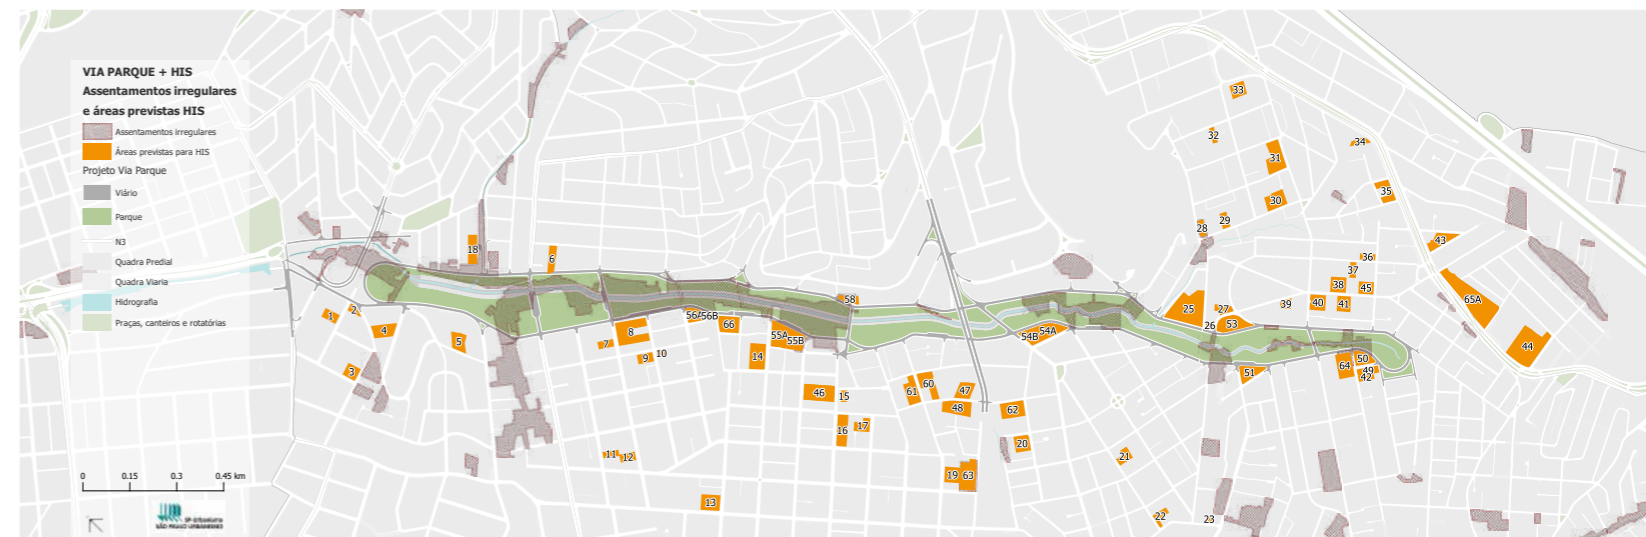 VIA PARQUE + HIS
Assentamentos irregulares
e áreas previstas HIS
Assentamentos irregulares
Áreas previstas para HIS
Projeto Via Parque
Viário
Parque
N3
Quadra Predial
Quadra Viaria
Hidrografia
Praças, canteiros e rotatórias
0 0.15 0.3 0.45 km
SP-Urbanismo
SÃO PAULO URBANISMO
33
32
34
31
35
30
29
28
43
18
6
36
37
38
45
65A
58
25
27
39
40
41
1
2
56A
56B
66
26
53
4
8
55A
55B
54A
54B
5
7
44
9
10
14
50
64
49
3
51
42
46
15
61
60
47
48
62
16
17
20
11
12
21
19
63
13
22
23